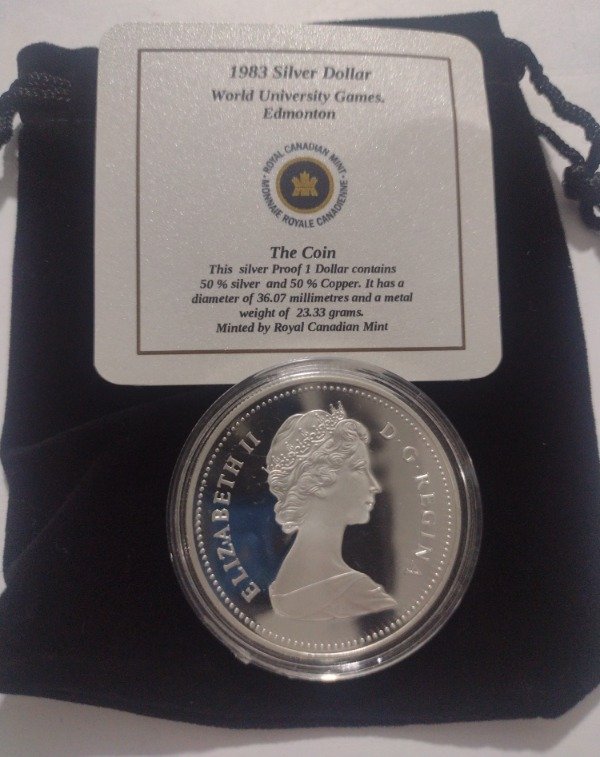 1983 Silver Dollar
World University Games.
Edmonton
ROYAL CANADIAN MINT
MONNAIE ROYALE CANADIENNE
The Coin
This silver Proof 1 Dollar contains
50 % silver and 50 % Copper. It has a
diameter of 36.07 millimetres and a metal
weight of 23.33 grams.
Minted by Royal Canadian Mint
ELIZABETH II
D·G·REGINA